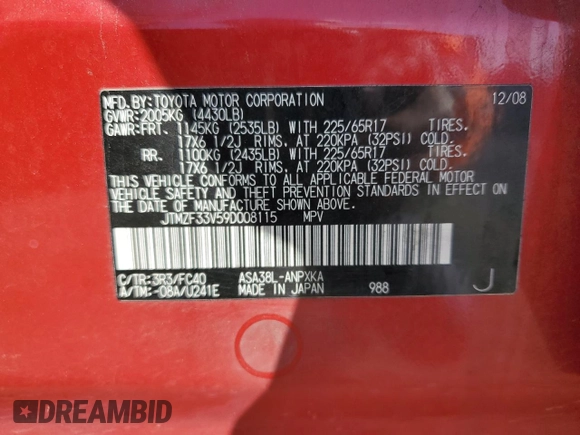 MFD. BY: TOYOTA MOTOR CORPORATION 12/08
GVWR: 2005KG (4430LB)
GAWR: FRT. 1145KG (2535LB) WITH 225/65R17 TIRES.
17X6 1/2J RIMS. AT 220KPA (32PSI) COLD.
RR. 1100KG (2435LB) WITH 225/65R17 TIRES.
17X6 1/2J RIMS. AT 220KPA (32PSI) COLD.
THIS VEHICLE CONFORMS TO ALL APPLICABLE FEDERAL MOTOR
VEHICLE SAFETY AND THEFT PREVENTION STANDARDS IN EFFECT ON
THE DATE OF MANUFACTURE SHOWN ABOVE.
JTMZF33V59D008115 MPV
C/TR: 3R3/FC40 ASA38L-ANPXKA
A/TM: -08A/U241E MADE IN JAPAN 988 J
DREAMBID